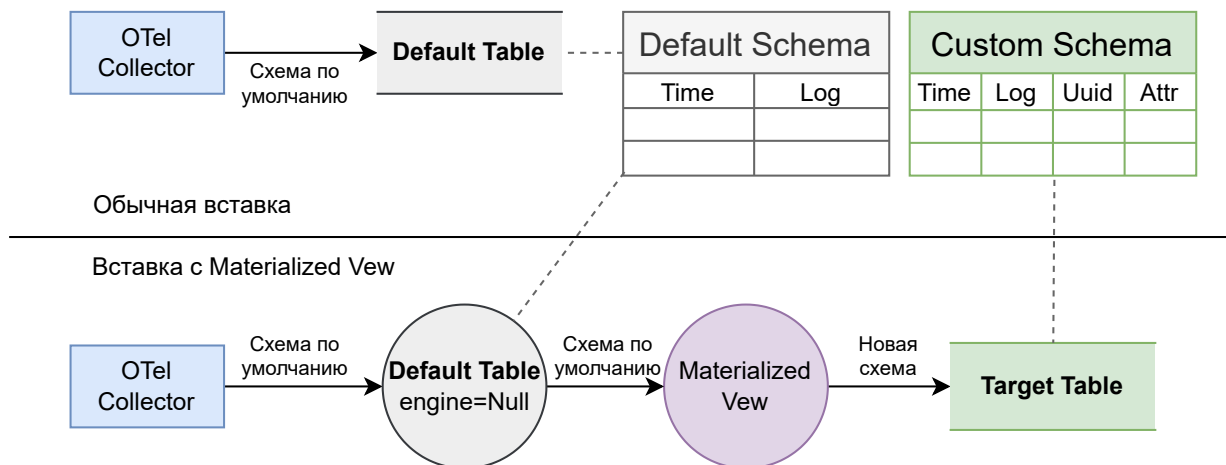 OTel
Collector
Схема по
умолчанию
Default Table
Default Schema
Time
Log
Custom Schema
Time
Log
Uuid
Attr
Обычная вставка
Вставка с Materialized Vew
OTel
Collector
Схема по
умолчанию
Default Table
engine=Null
Схема по
умолчанию
Materialized
Vew
Новая
схема
Target Table